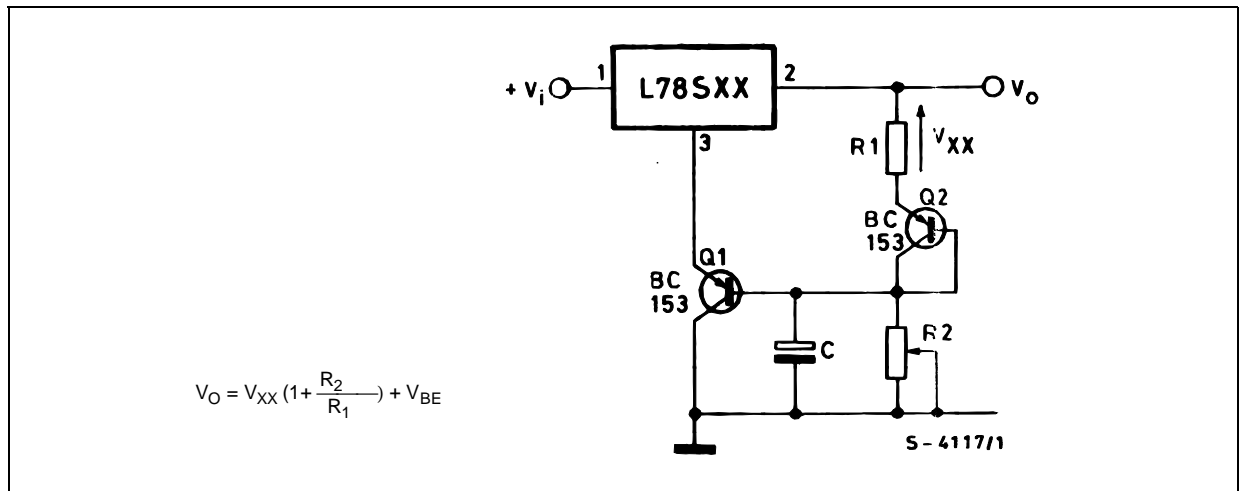 1
L78SXX
2
+ Vi
VO
3
R1
VXX
Q2
BC
153
Q1
BC
153
C
R2
VO = VXX (1+ R2 / R1) + VBE
S-4117/1